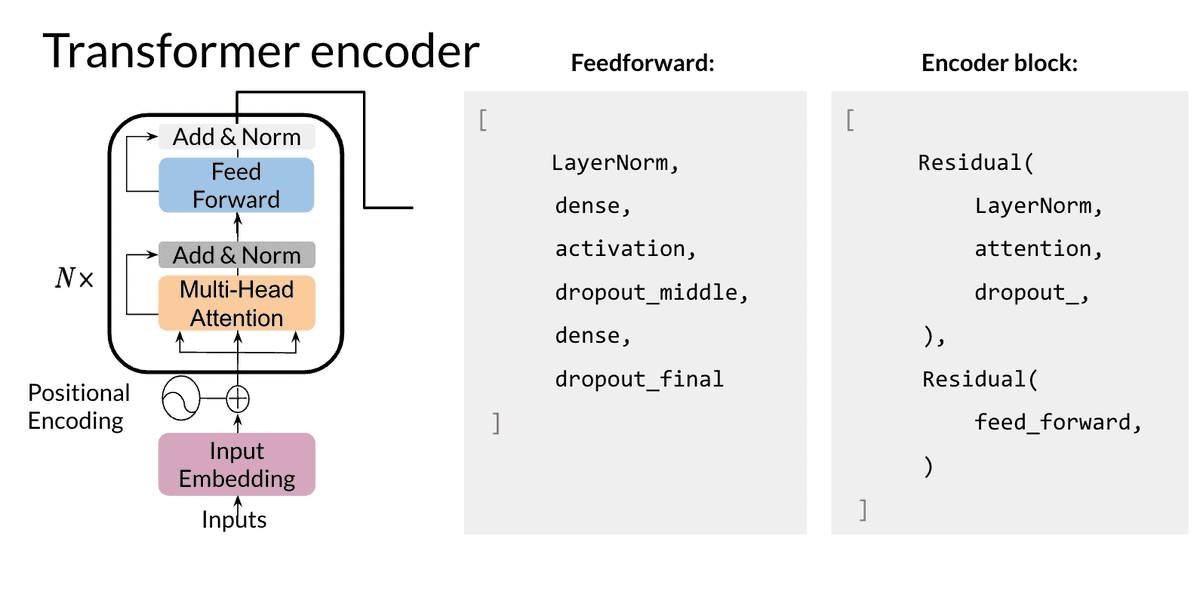 Transformer encoder
Add & Norm
Feed
Forward
Add & Norm
Multi-Head
Attention
N×
Positional
Encoding
Input
Embedding
Inputs
Feedforward:
[
LayerNorm,
dense,
activation,
dropout_middle,
dense,
dropout_final
]
Encoder block:
[
Residual(
LayerNorm,
attention,
dropout_,
),
Residual(
feed_forward,
)
]